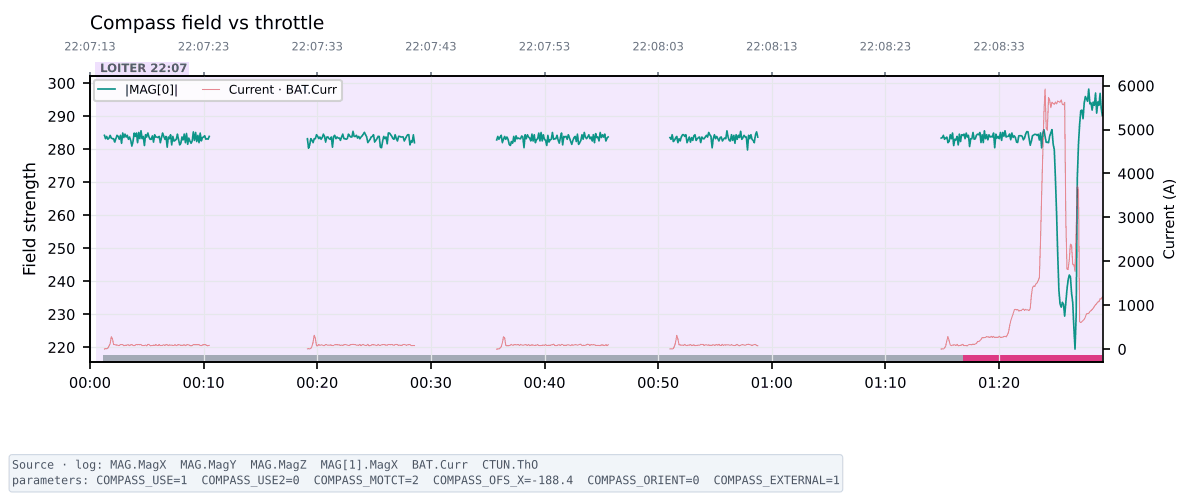 Compass field vs throttle
22:07:13 22:07:23 22:07:33 22:07:43 22:07:53 22:08:03 22:08:13 22:08:23 22:08:33
LOITER 22:07
|MAG[0]| Current · BAT.Curr
300 6000
290 5000
280 4000
270 3000
260 2000
250 1000
240 0
230
220
Field strength
Current (A)
00:00 00:10 00:20 00:30 00:40 00:50 01:00 01:10 01:20
Source · log: MAG.MagX MAG.MagY MAG.MagZ MAG[1].MagX BAT.Curr CTUN.ThO
parameters: COMPASS_USE=1 COMPASS_USE2=0 COMPASS_MOTCT=2 COMPASS_OFS_X=-188.4 COMPASS_ORIENT=0 COMPASS_EXTERNAL=1